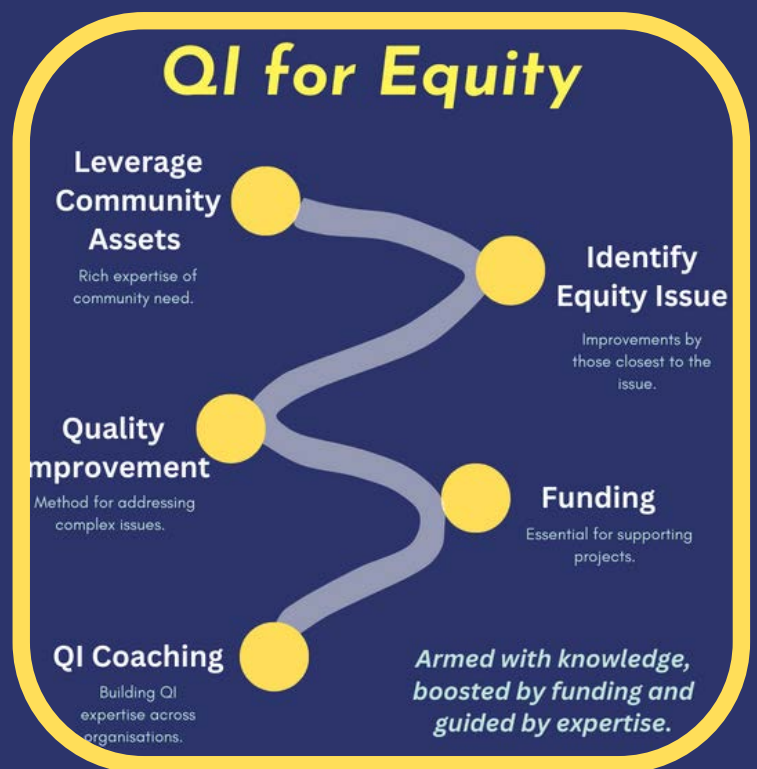 QI for Equity
Leverage
Community
Assets
Rich expertise of
community need.
Identify
Equity Issue
Improvements by
those closest to the
issue.
Quality
mprovement
Method for addressing
complex issues.
Funding
Essential for supporting
projects.
QI Coaching
Building QI
expertise across
organisations.
Armed with knowledge,
boosted by funding and
guided by expertise.